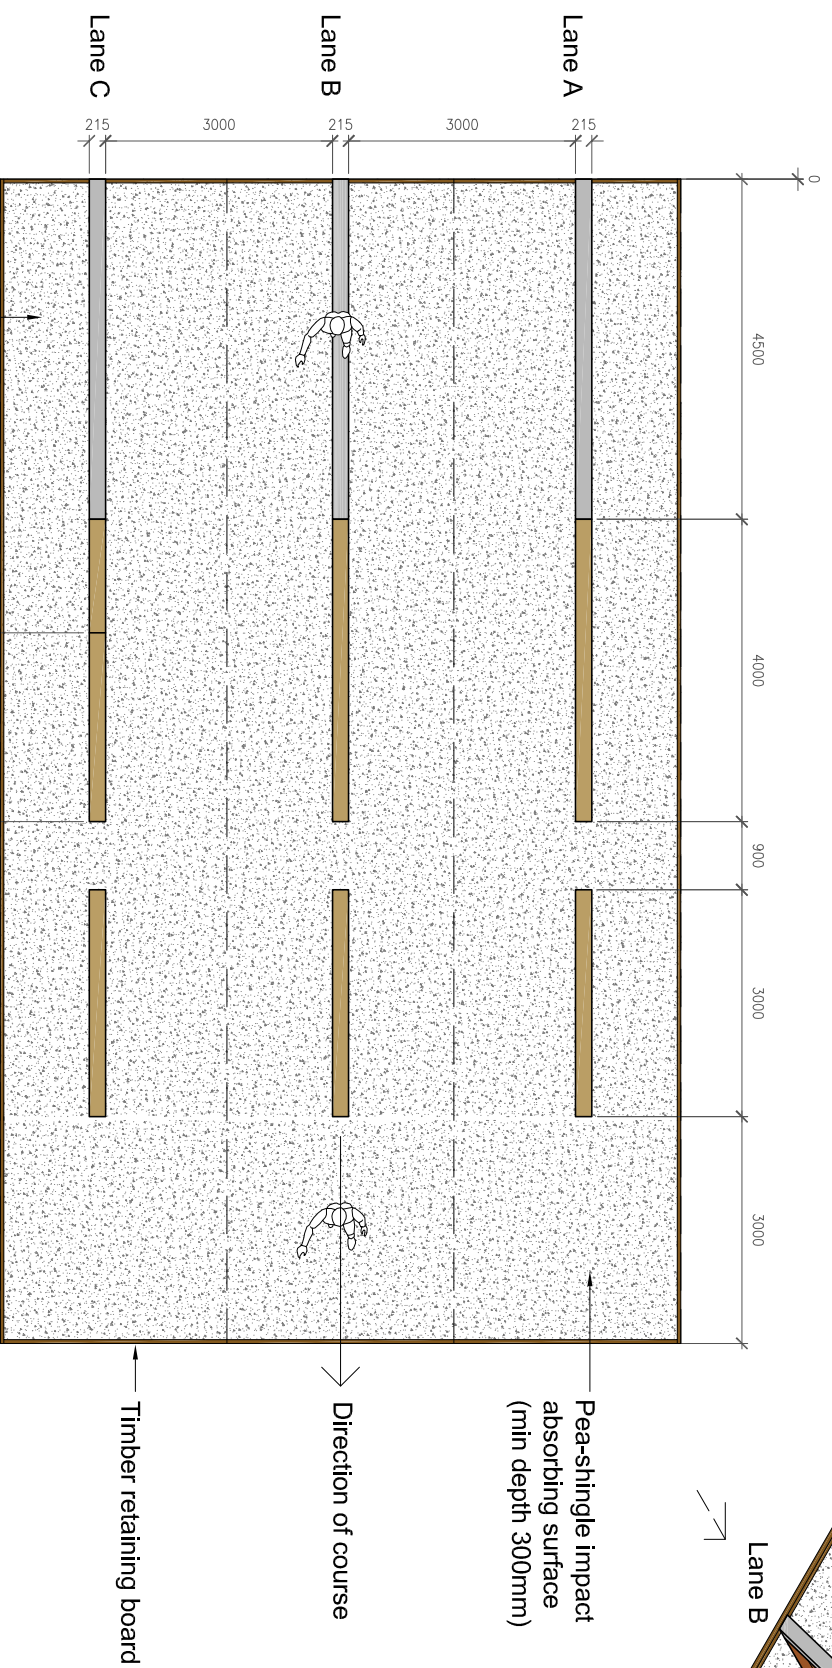 Lane C
Lane B
Lane A
215
3000
215
3000
215
0
4500
4000
900
3000
3000
Pea-shingle impact
absorbing surface
(min depth 300mm)
Direction of course
Timber retaining board
Lane B